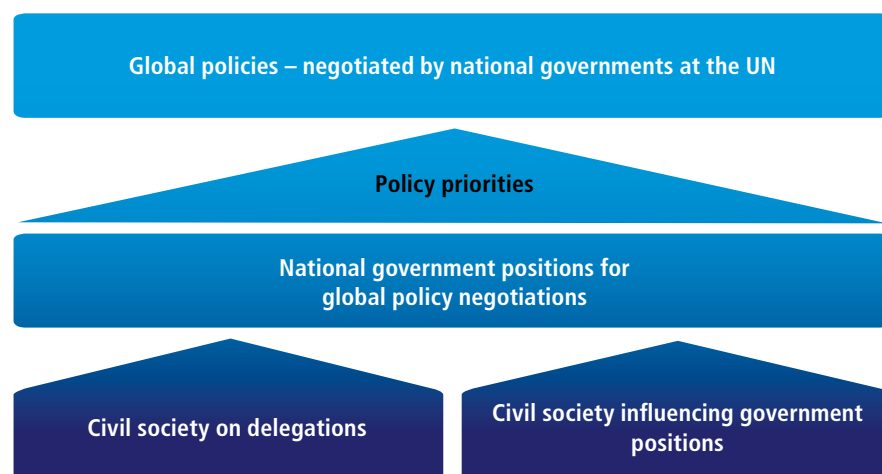 Global policies – negotiated by national governments at the UN
Policy priorities
National government positions for
global policy negotiations
Civil society on delegations
Civil society influencing government
positions